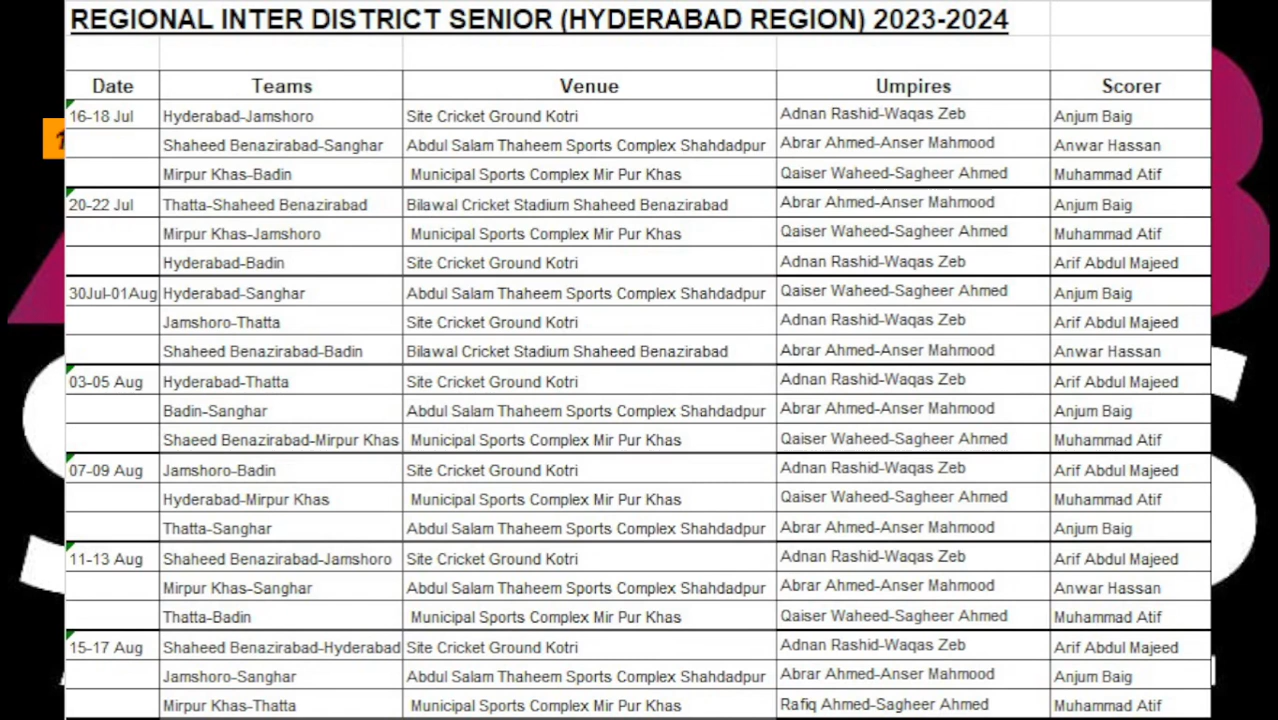 REGIONAL INTER DISTRICT SENIOR (HYDERABAD REGION) 2023-2024
Date Teams Venue Umpires Scorer
16-18 Jul Hyderabad-Jamshoro Site Cricket Ground Kotri Adnan Rashid-Waqas Zeb Anjum Baig
Shaheed Benazirabad-Sanghar Abdul Salam Thaheem Sports Complex Shahdadpur Abrar Ahmed-Anser Mahmood Anwar Hassan
Mirpur Khas-Badin Municipal Sports Complex Mir Pur Khas Qaiser Waheed-Sagheer Ahmed Muhammad Atif
20-22 Jul Thatta-Shaheed Benazirabad Bilawal Cricket Stadium Shaheed Benazirabad Abrar Ahmed-Anser Mahmood Anjum Baig
Mirpur Khas-Jamshoro Municipal Sports Complex Mir Pur Khas Qaiser Waheed-Sagheer Ahmed Muhammad Atif
Hyderabad-Badin Site Cricket Ground Kotri Adnan Rashid-Waqas Zeb Arif Abdul Majeed
30Jul-01Aug Hyderabad-Sanghar Abdul Salam Thaheem Sports Complex Shahdadpur Qaiser Waheed-Sagheer Ahmed Anjum Baig
Jamshoro-Thatta Site Cricket Ground Kotri Adnan Rashid-Waqas Zeb Arif Abdul Majeed
Shaheed Benazirabad-Badin Bilawal Cricket Stadium Shaheed Benazirabad Abrar Ahmed-Anser Mahmood Anwar Hassan
03-05 Aug Hyderabad-Thatta Site Cricket Ground Kotri Adnan Rashid-Waqas Zeb Arif Abdul Majeed
Badin-Sanghar Abdul Salam Thaheem Sports Complex Shahdadpur Abrar Ahmed-Anser Mahmood Anjum Baig
Shaeed Benazirabad-Mirpur Khas Municipal Sports Complex Mir Pur Khas Qaiser Waheed-Sagheer Ahmed Muhammad Atif
07-09 Aug Jamshoro-Badin Site Cricket Ground Kotri Adnan Rashid-Waqas Zeb Arif Abdul Majeed
Hyderabad-Mirpur Khas Municipal Sports Complex Mir Pur Khas Qaiser Waheed-Sagheer Ahmed Muhammad Atif
Thatta-Sanghar Abdul Salam Thaheem Sports Complex Shahdadpur Abrar Ahmed-Anser Mahmood Anjum Baig
11-13 Aug Shaheed Benazirabad-Jamshoro Site Cricket Ground Kotri Adnan Rashid-Waqas Zeb Arif Abdul Majeed
Mirpur Khas-Sanghar Abdul Salam Thaheem Sports Complex Shahdadpur Abrar Ahmed-Anser Mahmood Anwar Hassan
Thatta-Badin Municipal Sports Complex Mir Pur Khas Qaiser Waheed-Sagheer Ahmed Muhammad Atif
15-17 Aug Shaheed Benazirabad-Hyderabad Site Cricket Ground Kotri Adnan Rashid-Waqas Zeb Arif Abdul Majeed
Jamshoro-Sanghar Abdul Salam Thaheem Sports Complex Shahdadpur Abrar Ahmed-Anser Mahmood Anjum Baig
Mirpur Khas-Thatta Municipal Sports Complex Mir Pur Khas Rafiq Ahmed-Sagheer Ahmed Muhammad Atif